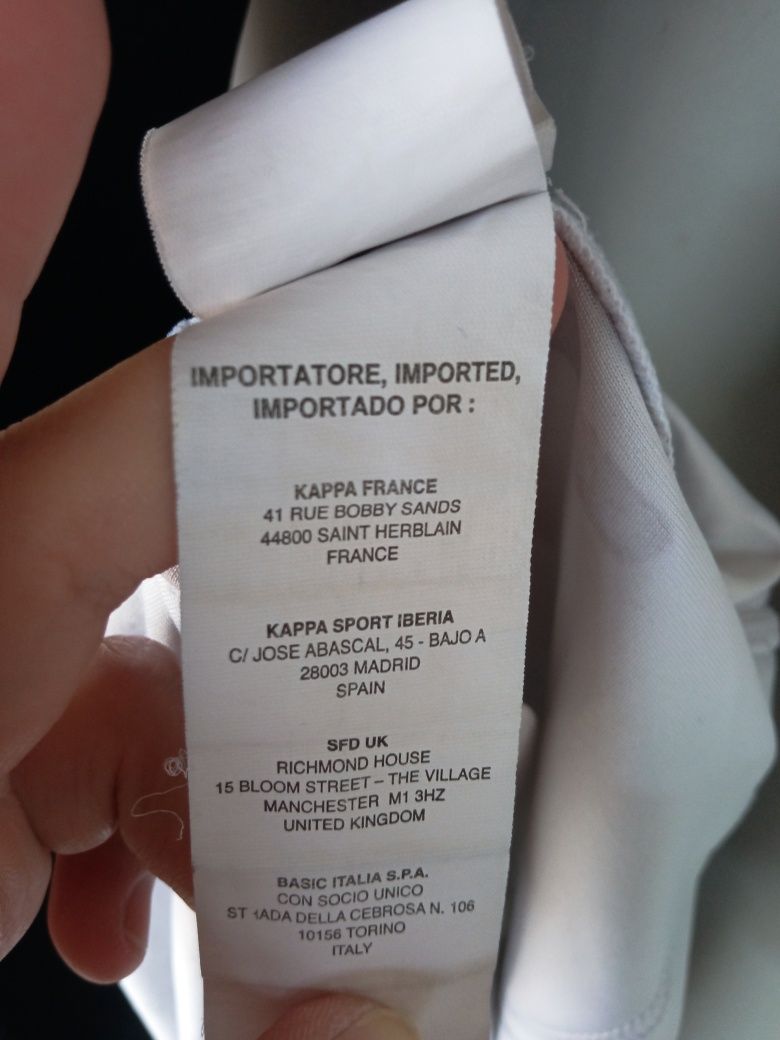 IMPORTATORE, IMPORTED,
IMPORTADO POR :
KAPPA FRANCE
41 RUE BOBBY SANDS
44800 SAINT HERBLAIN
FRANCE
KAPPA SPORT IBERIA
C/ JOSE ABASCAL, 45 - BAJO A
28003 MADRID
SPAIN
SFD UK
RICHMOND HOUSE
15 BLOOM STREET – THE VILLAGE
MANCHESTER M1 3HZ
UNITED KINGDOM
BASIC ITALIA S.P.A.
CON SOCIO UNICO
STRADA DELLA CEBROSA N. 106
10156 TORINO
ITALY